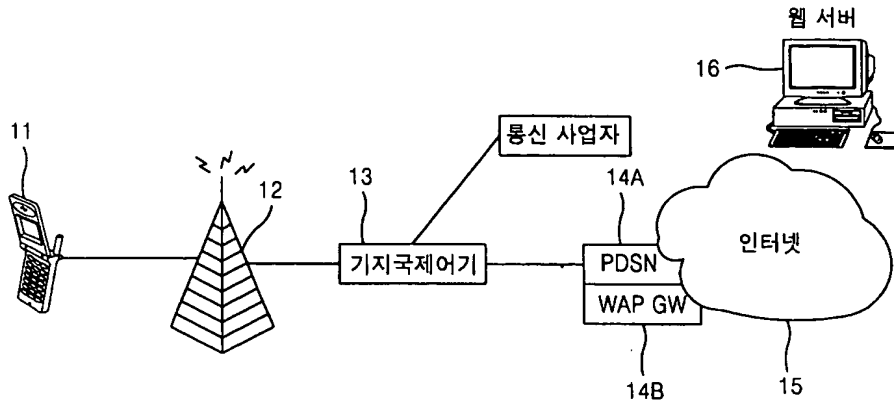 웹 서버
16
11
통신 사업자
12
13
14A
기지국제어기
PDSN
인터넷
WAP GW
14B
15